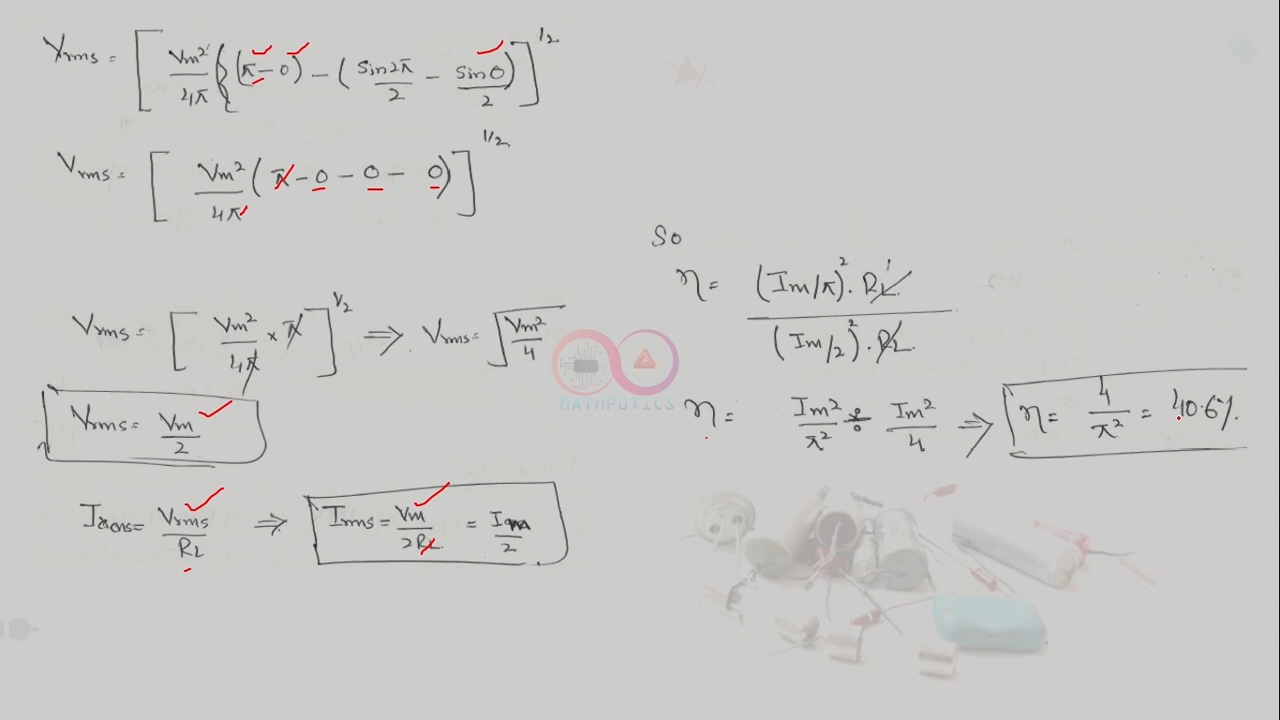 Vrms = [ Vm²/4π { (π - 0) - ( sin2π/2 - sin0/2 ) ]^1/2
Vrms = [ Vm²/4π ( π - 0 - 0 - 0 ) ]^1/2
Vrms = [ Vm²/4π × π ]^1/2 ⇒ Vrms = √(Vm²/4)
Vrms = Vm/2
Irms = Vrms/RL ⇒ Irms = Vm/2RL = Im/2
So
η = (Im/π)² . RL / (Im/2)² . RL
η = Im²/π² ÷ Im²/4 ⇒ η = 4/π² = 40.6%
MATHPOTICS